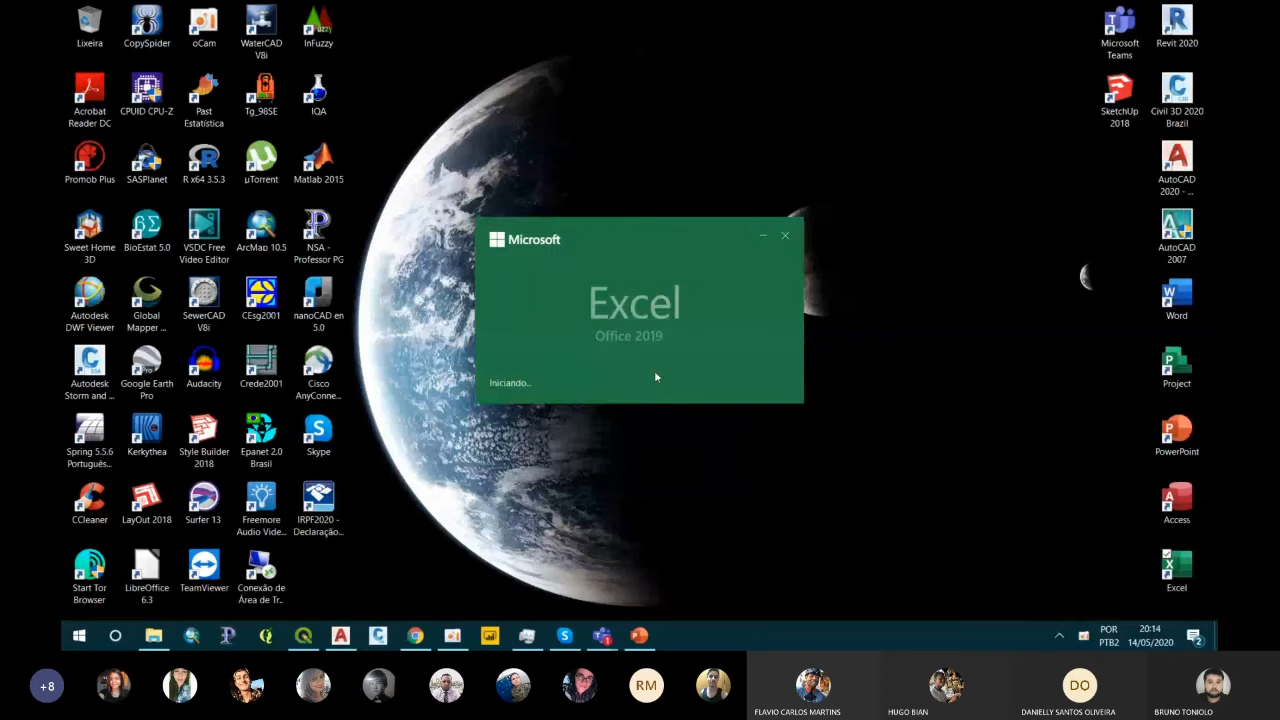 Lixeira
CopySpider
oCam
WaterCAD
V8i
InFuzzy
Acrobat
Reader DC
CPUID CPU-Z
Past
Estatística
Tg_98SE
IQA
Promob Plus
SASPlanet
R x64 3.5.3
µTorrent
Matlab 2015
Sweet Home
3D
BioEstat 5.0
VSDC Free
Video Editor
ArcMap 10.5
NSA -
Professor PG
Autodesk
DWF Viewer
Global
Mapper ...
SewerCAD
V8i
CEsg2001
nanoCAD en
5.0
Autodesk
Storm and ...
Google Earth
Pro
Audacity
Crede2001
Cisco
AnyConne...
Spring 5.5.6
Português...
Kerkythea
Style Builder
2018
Epanet 2.0
Brasil
Skype
CCleaner
LayOut 2018
Surfer 13
Freemore
Audio Vide...
IRPF2020 -
Declaração...
Start Tor
Browser
LibreOffice
6.3
TeamViewer
Conexão de
Área de Tr...
Microsoft
Excel
Office 2019
Iniciando...
Microsoft
Teams
Revit 2020
SketchUp
2018
Civil 3D 2020
Brazil
AutoCAD
2020 - ...
AutoCAD
2007
Word
Project
PowerPoint
Access
Excel
POR
PTB2
20:14
14/05/2020
2
+8
RM
FLAVIO CARLOS MARTINS
HUGO BIAN
DO
DANIELLY SANTOS OLIVEIRA
BRUNO TONIOLO